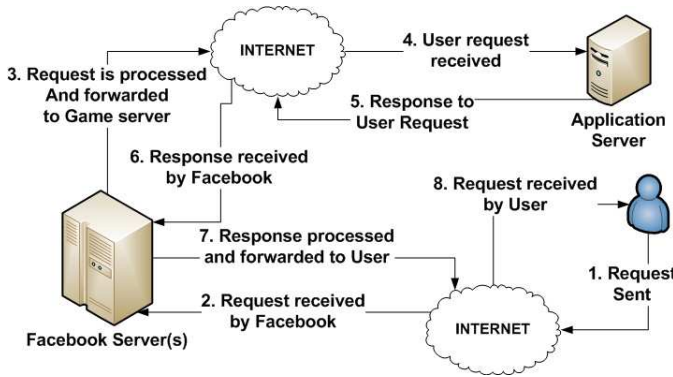 INTERNET
4. User request
received
3. Request is processed
And forwarded
to Game server
5. Response to
User Request
Application
Server
6. Response received
by Facebook
8. Request received
by User
7. Response processed
and forwarded to User
1. Request
Sent
2. Request received
by Facebook
INTERNET
Facebook Server(s)